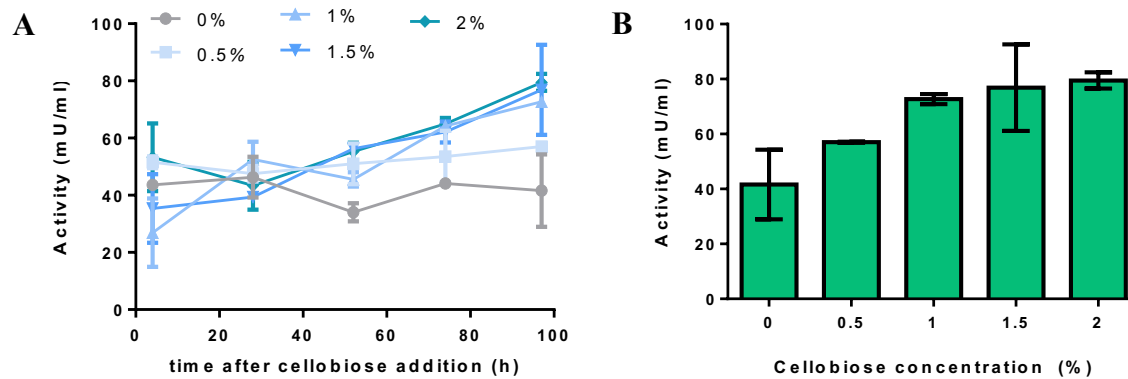 A
0%
1%
2%
0.5%
1.5%
Activity (mU/ml)
100
80
60
40
20
0
0 20 40 60 80 100
time after cellobiose addition (h)
B
Activity (mU/ml)
100
80
60
40
20
0
0 0.5 1 1.5 2
Cellobiose concentration (%)